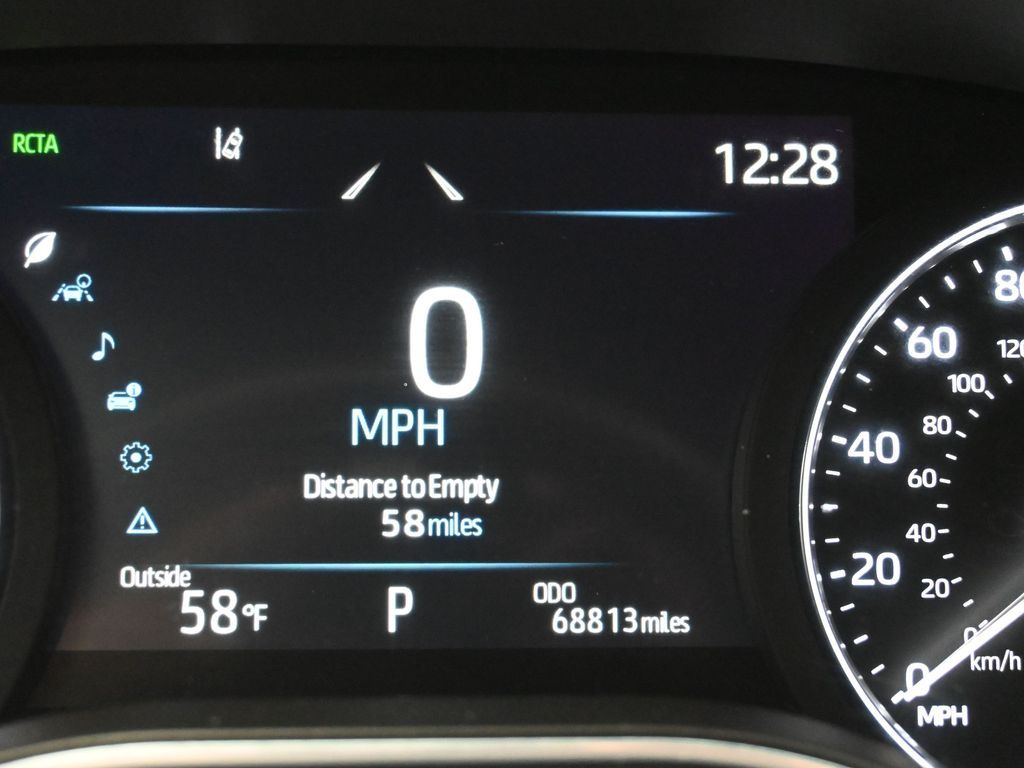 RCTA
12:28
0
MPH
Distance to Empty
58 miles
Outside
58°F
P
ODO
68813 miles
80
60
40
20
0
MPH
120
100
80
60
40
20
0
km/h